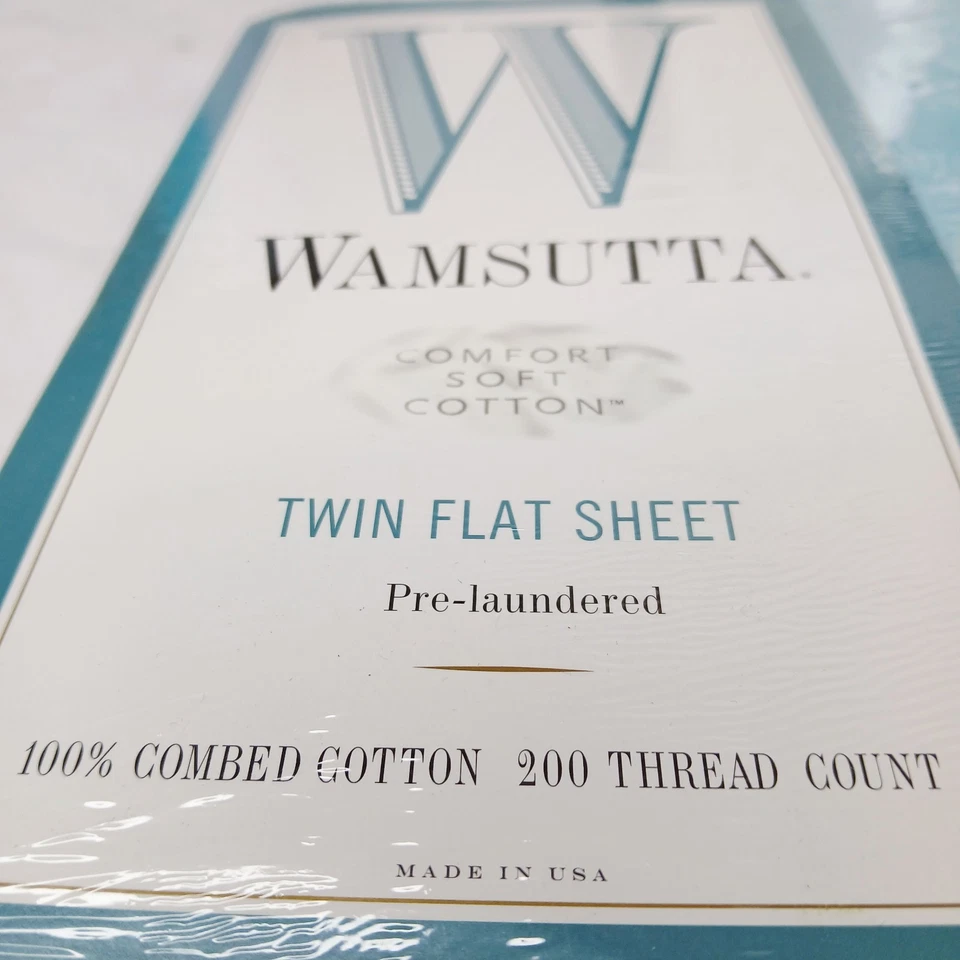 W
WAMSUTTA®
COMFORT
SOFT
COTTON™
TWIN FLAT SHEET
Pre-laundered
100% COMBED COTTON 200 THREAD COUNT
MADE IN USA